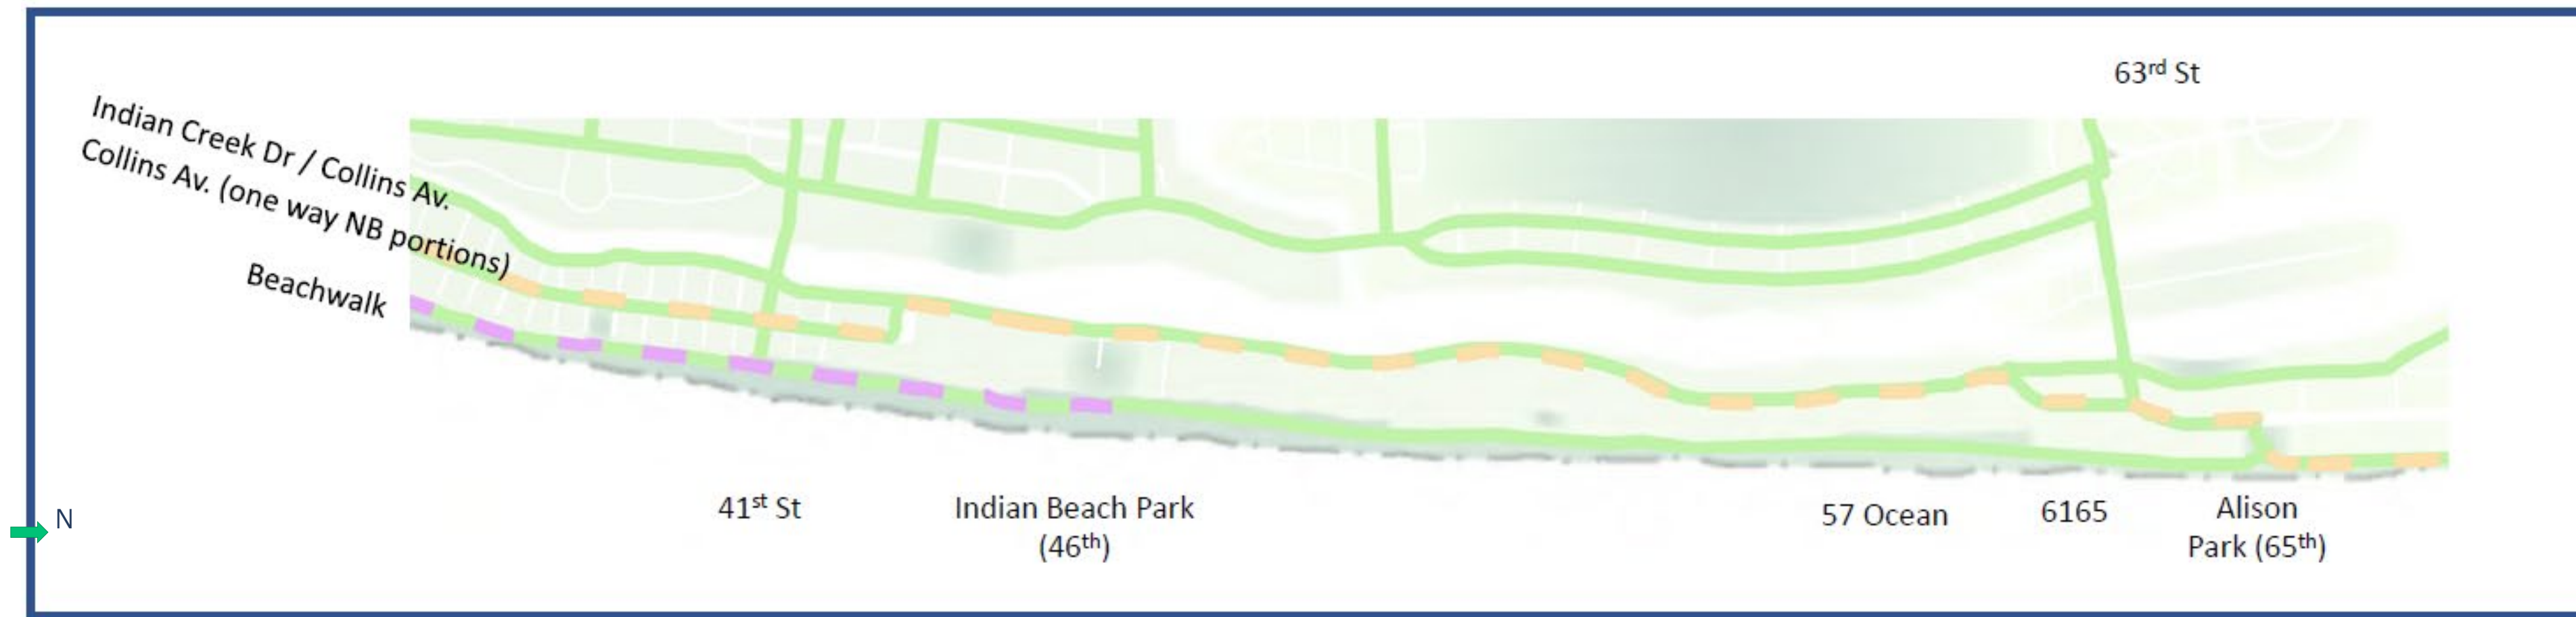 63rd St
Indian Creek Dr / Collins Av.
Collins Av. (one way NB portions)
Beachwalk
N
41st St
Indian Beach Park
(46th)
57 Ocean
6165
Alison
Park (65th)